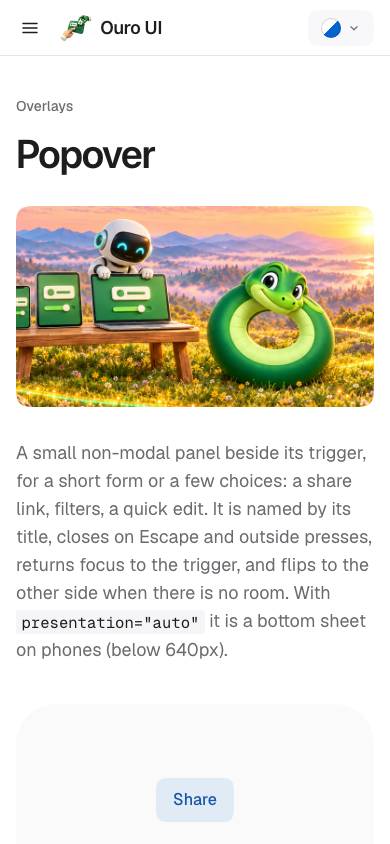 Ouro UI
Overlays
Popover
A small non-modal panel beside its trigger,
for a short form or a few choices: a share
link, filters, a quick edit. It is named by its
title, closes on Escape and outside presses,
returns focus to the trigger, and flips to the
other side when there is no room. With
presentation="auto" it is a bottom sheet
on phones (below 640px).
Share